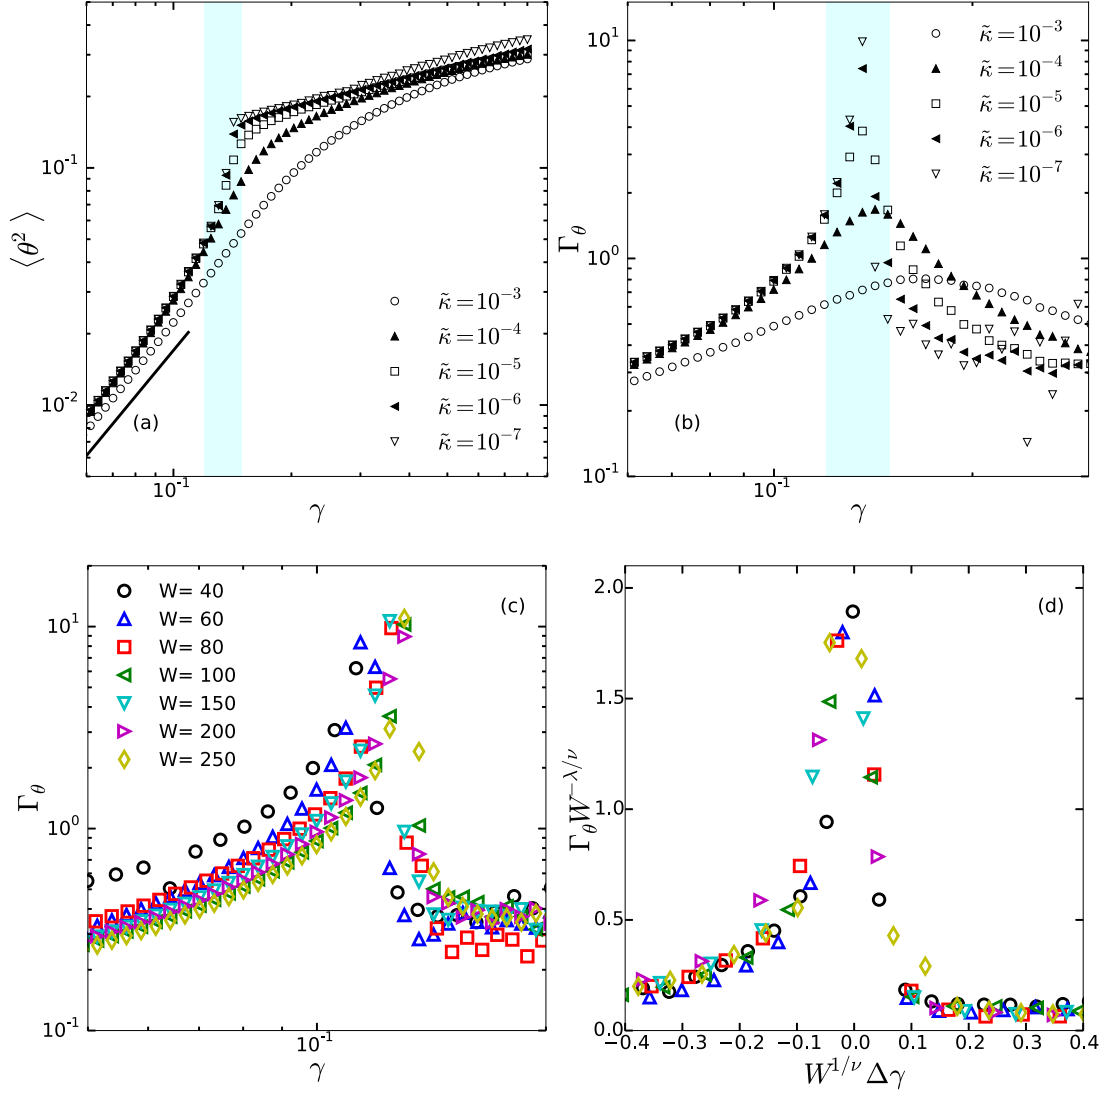 10⁻¹
10⁻²
⟨θ²⟩
κ̃=10⁻³
κ̃=10⁻⁴
κ̃=10⁻⁵
κ̃=10⁻⁶
κ̃=10⁻⁷
(a)
10⁻¹
γ
10¹
10⁰
10⁻¹
Γ_θ
κ̃=10⁻³
κ̃=10⁻⁴
κ̃=10⁻⁵
κ̃=10⁻⁶
κ̃=10⁻⁷
(b)
10⁻¹
γ
10¹
10⁰
10⁻¹
Γ_θ
W= 40
W= 60
W= 80
W= 100
W= 150
W= 200
W= 250
(c)
10⁻¹
γ
2.0
1.5
1.0
0.5
0.0
Γ_θ W^{−λ/ν}
(d)
−0.4 −0.3 −0.2 −0.1 0.0 0.1 0.2 0.3 0.4
W^{1/ν} Δγ